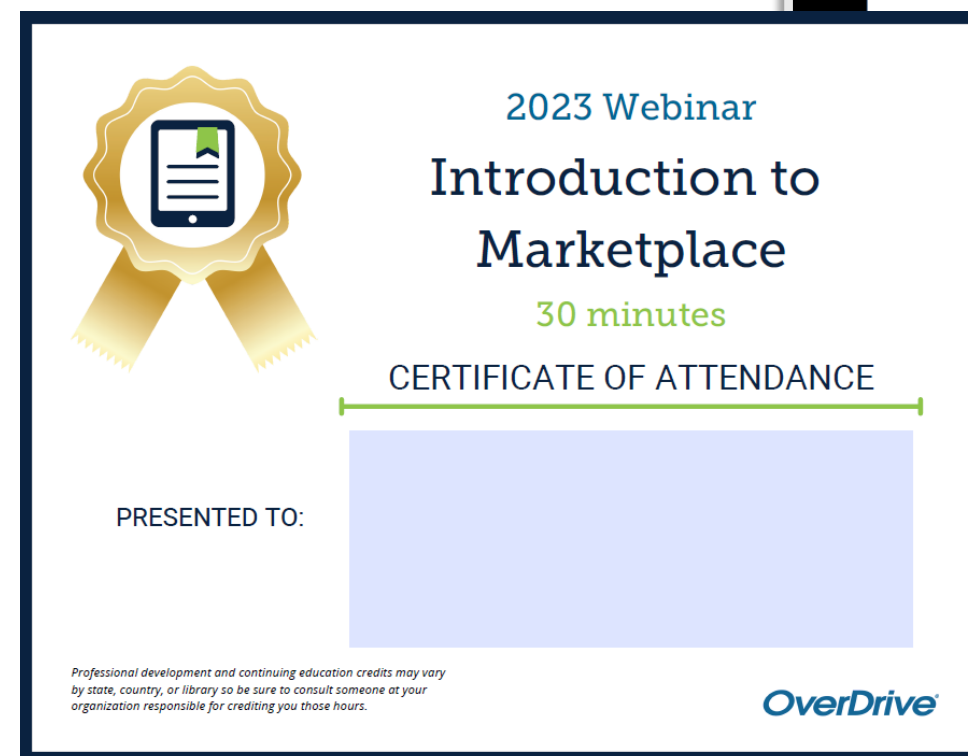 2023 Webinar
Introduction to
Marketplace
30 minutes
CERTIFICATE OF ATTENDANCE
PRESENTED TO:
Professional development and continuing education credits may vary
by state, country, or library so be sure to consult someone at your
organization responsible for crediting you those hours.
OverDrive